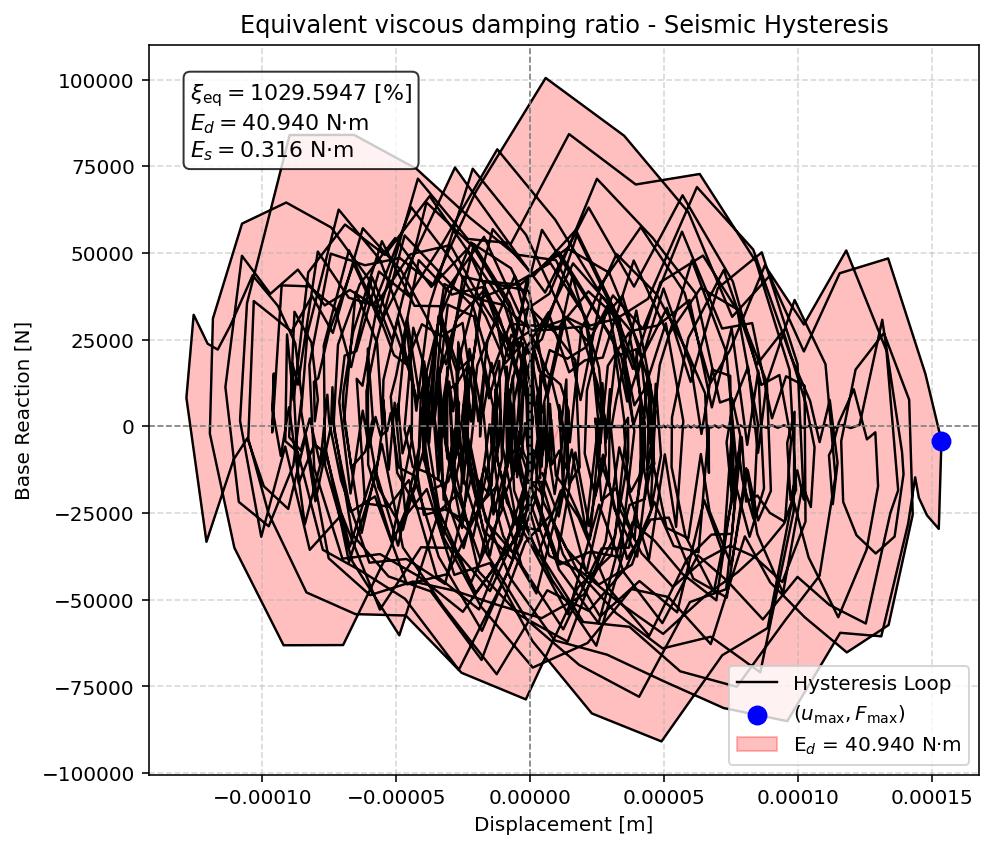 Equivalent viscous damping ratio - Seismic Hysteresis
ξeq = 1029.5947 [%]
Ed = 40.940 N·m
Es = 0.316 N·m
100000
75000
50000
25000
0
−25000
−50000
−75000
−100000
Base Reaction [N]
Hysteresis Loop
(umax, Fmax)
Ed = 40.940 N·m
−0.00010 −0.00005 0.00000 0.00005 0.00010 0.00015
Displacement [m]